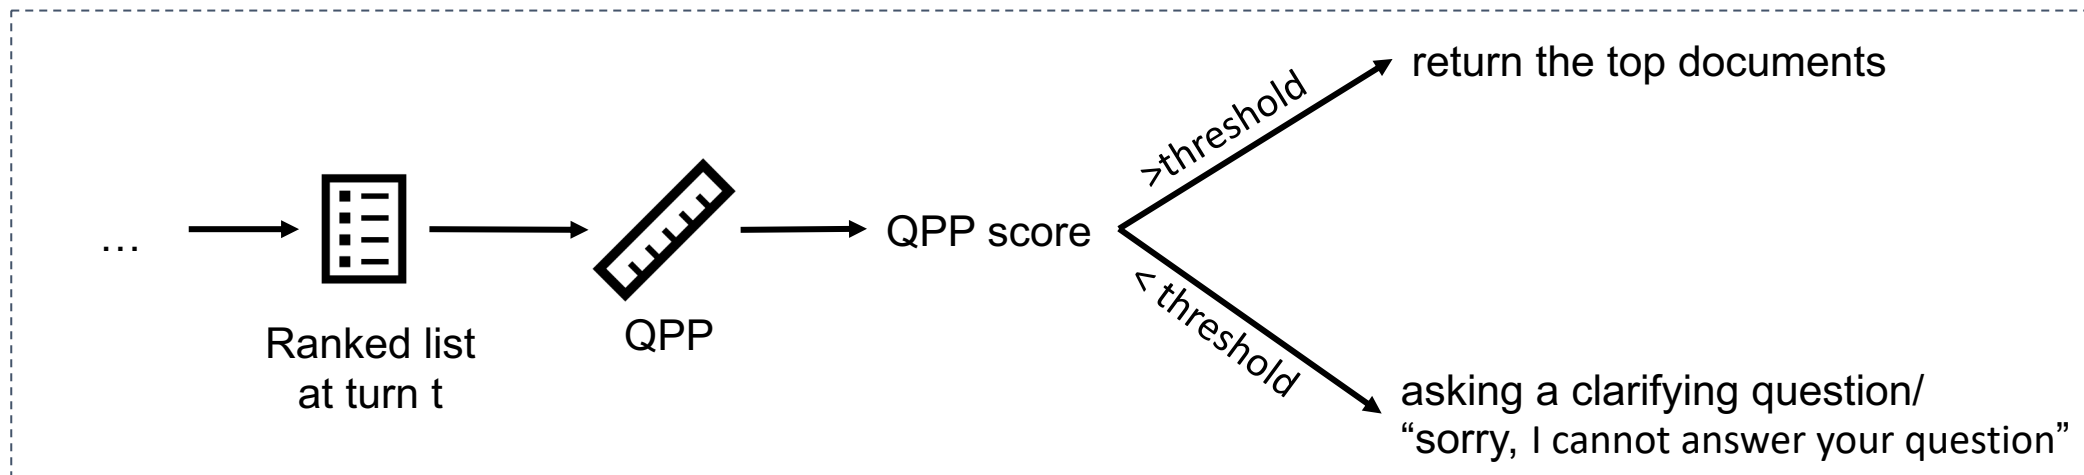 ...
Ranked list
at turn t
QPP
QPP score
>threshold
return the top documents
< threshold
asking a clarifying question/
“sorry, I cannot answer your question”